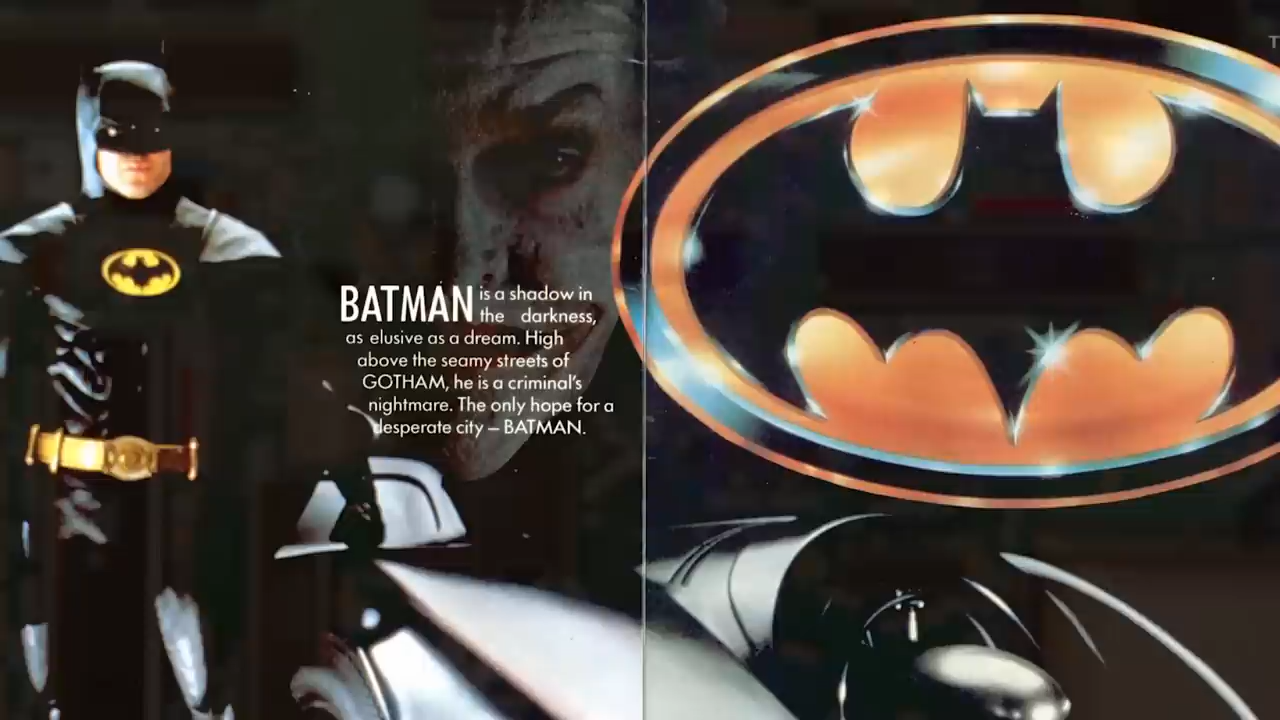 BATMAN is a shadow in
the darkness,
as elusive as a dream. High
above the seamy streets of
GOTHAM, he is a criminal's
nightmare. The only hope for a
desperate city – BATMAN.